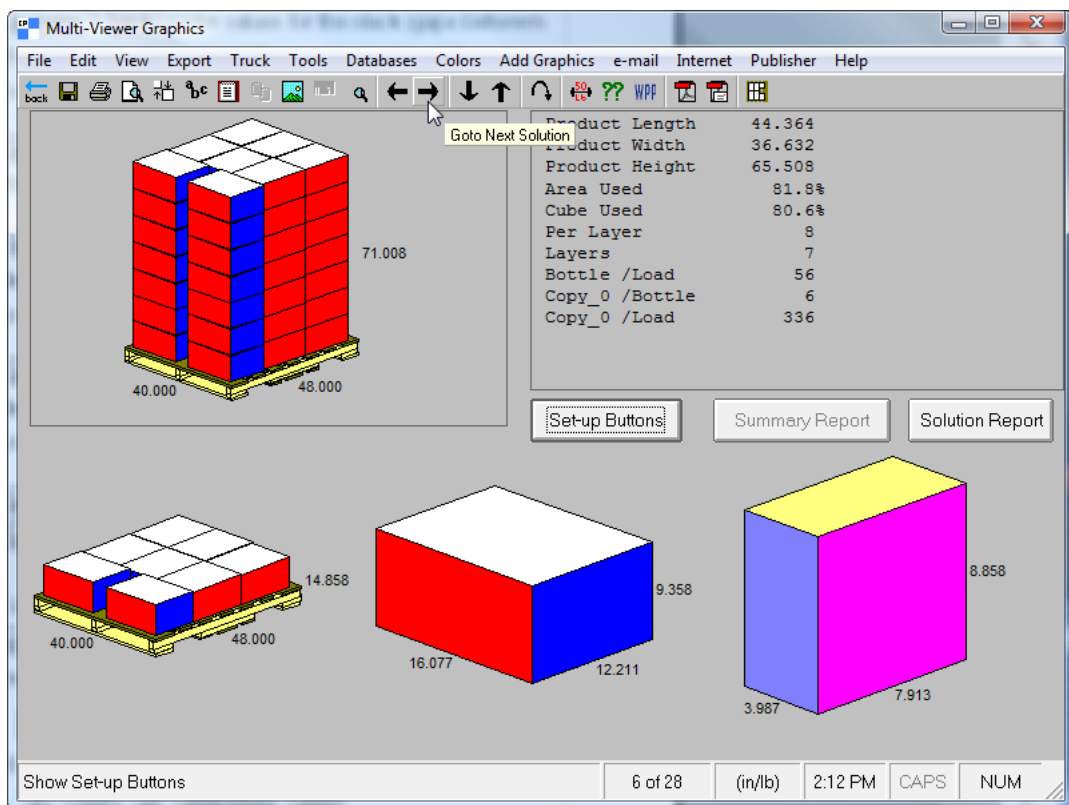 Multi-Viewer Graphics
File Edit View Export Truck Tools Databases Colors Add Graphics e-mail Internet Publisher Help
back
abc
50
LB
?? WPP
Goto Next Solution
Product Length 44.364
Product Width 36.632
Product Height 65.508
Area Used 81.8%
Cube Used 80.6%
Per Layer 8
Layers 7
Bottle /Load 56
Copy_0 /Bottle 6
Copy_0 /Load 336
71.008
40.000
48.000
Set-up Buttons
Summary Report
Solution Report
14.858
40.000
48.000
9.358
16.077
12.211
8.858
3.987
7.913
Show Set-up Buttons
6 of 28
(in/lb)
2:12 PM
CAPS
NUM